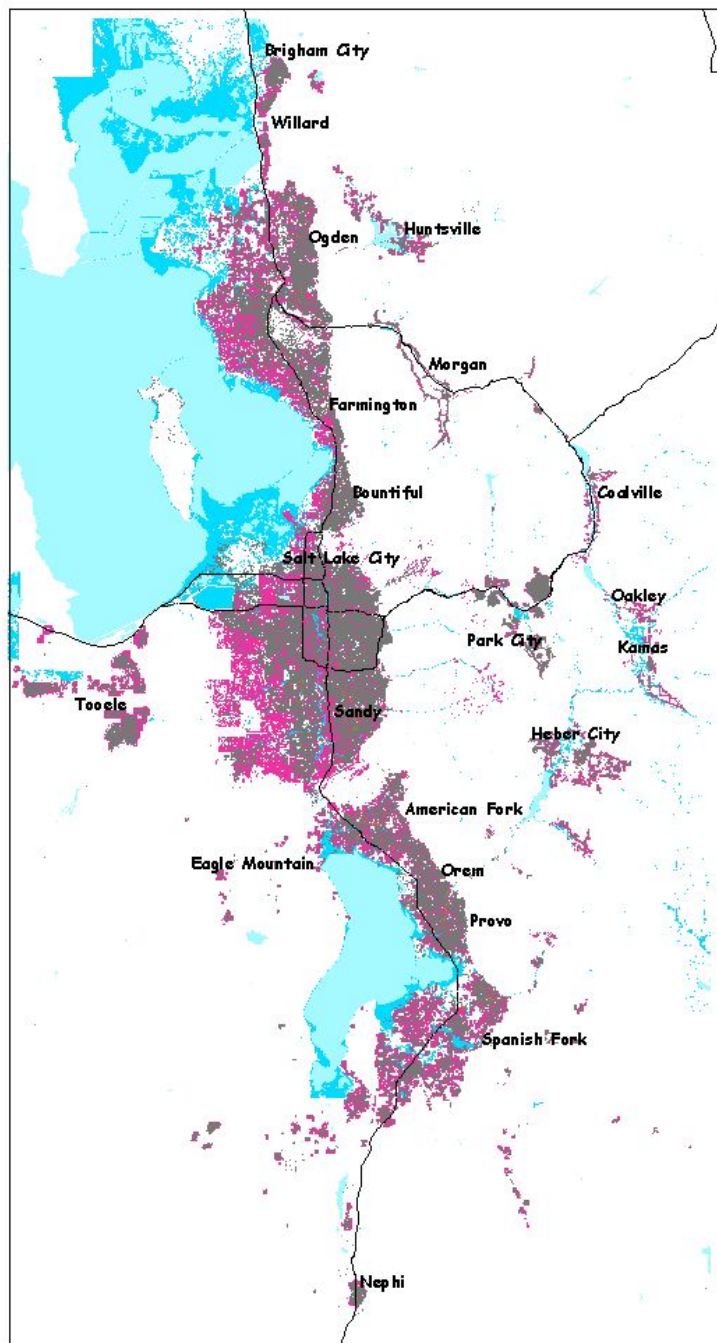 Brigham City
Willard
Huntsville
Ogden
Morgan
Farmington
Bountiful
Coalville
Salt Lake City
Oakley
Park City
Kamas
Tooele
Sandy
Heber City
American Fork
Eagle Mountain
Orem
Provo
Spanish Fork
Nephi